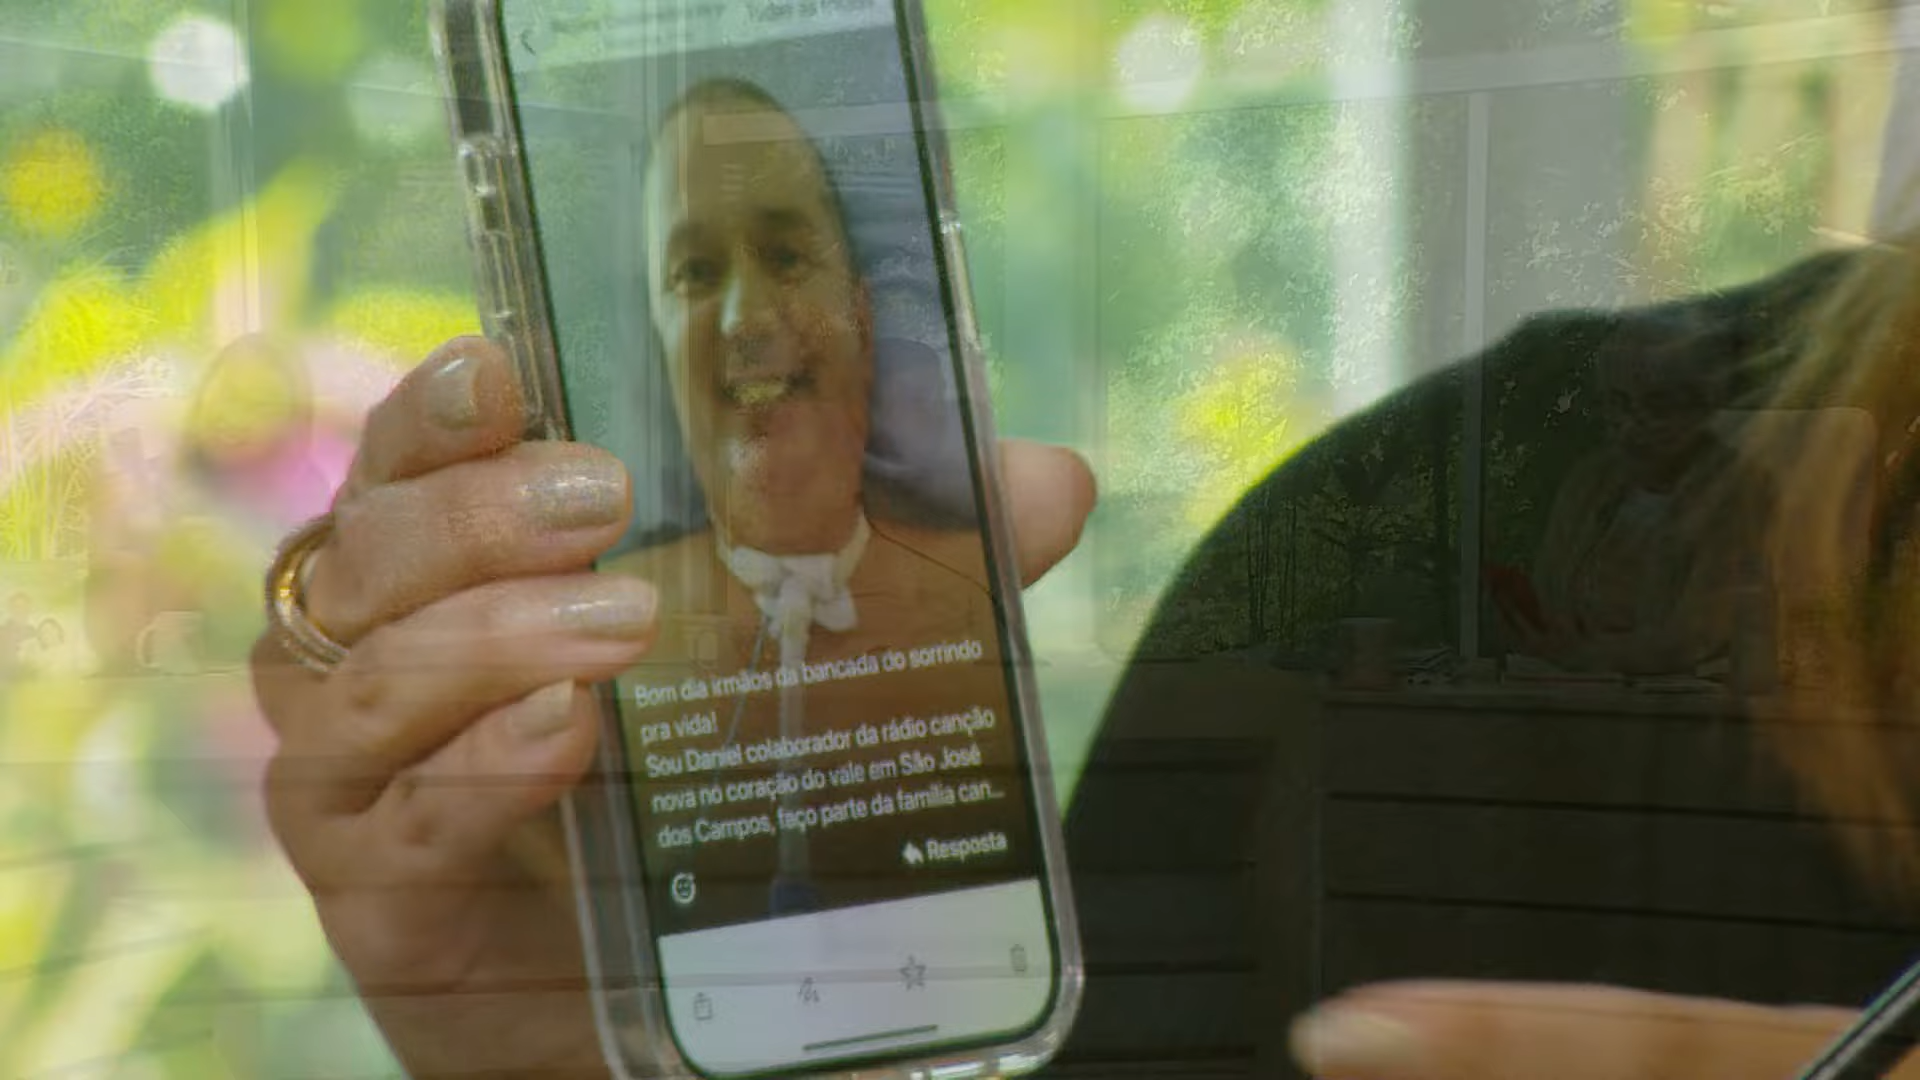 Bom dia irmãos da bancada do sorrindo
pra vida!
Sou Daniel colaborador da rádio canção
nova no coração do vale em São José
dos Campos, faço parte da família can...
Resposta